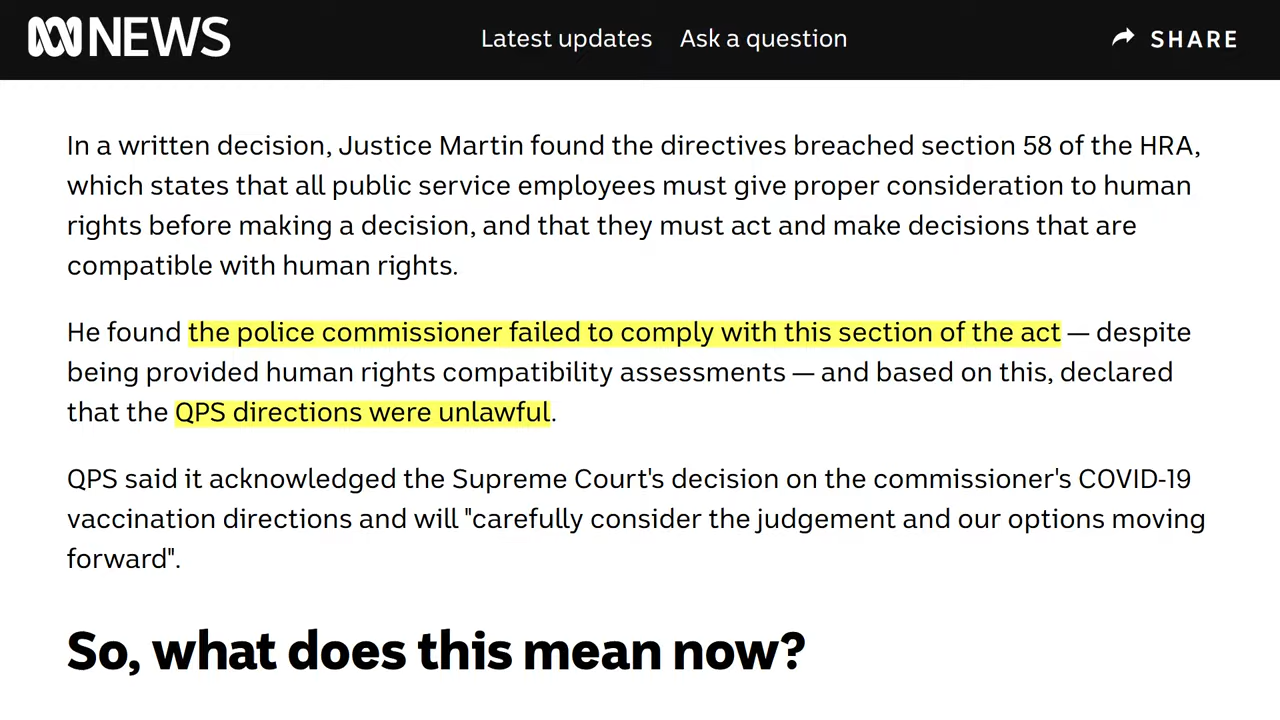 NEWS
Latest updates
Ask a question
SHARE
In a written decision, Justice Martin found the directives breached section 58 of the HRA,
which states that all public service employees must give proper consideration to human
rights before making a decision, and that they must act and make decisions that are
compatible with human rights.
He found the police commissioner failed to comply with this section of the act — despite
being provided human rights compatibility assessments — and based on this, declared
that the QPS directions were unlawful.
QPS said it acknowledged the Supreme Court's decision on the commissioner's COVID-19
vaccination directions and will "carefully consider the judgement and our options moving
forward".
So, what does this mean now?